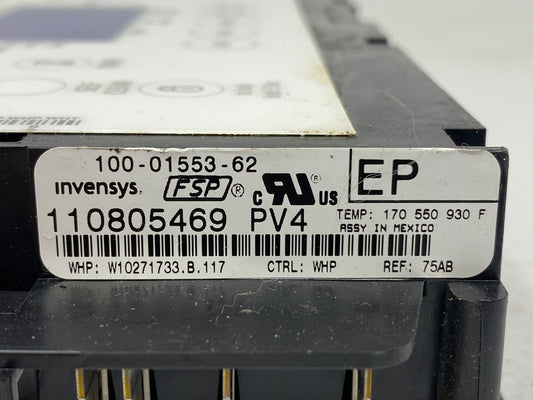 100-01553-62
invensys FSP® c RU® US
EP
110805469 PV4
TEMP: 170 550 930 F
ASSY IN MEXICO
WHP: W10271733.B.117 CTRL: WHP REF: 75AB